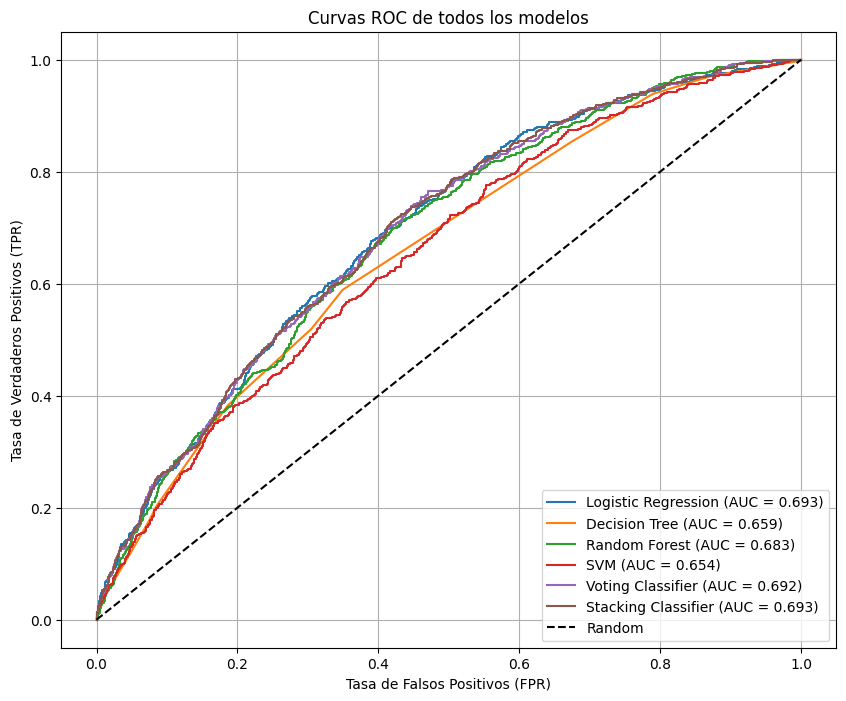 Curvas ROC de todos los modelos
Tasa de Verdaderos Positivos (TPR)
1.0
0.8
0.6
0.4
0.2
0.0
0.0 0.2 0.4 0.6 0.8 1.0
Tasa de Falsos Positivos (FPR)
Logistic Regression (AUC = 0.693)
Decision Tree (AUC = 0.659)
Random Forest (AUC = 0.683)
SVM (AUC = 0.654)
Voting Classifier (AUC = 0.692)
Stacking Classifier (AUC = 0.693)
Random